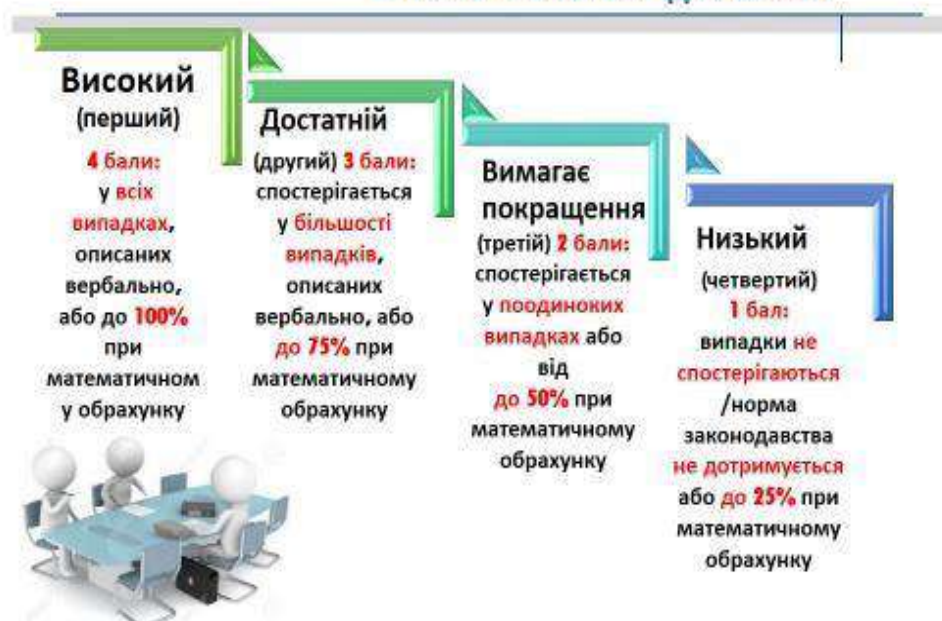 Високий
(перший)
4 бали:
у всіх
випадках,
описаних
вербально,
або до 100%
при
математичном
у обрахунку
Достатній
(другий) 3 бали:
спостерігається
у більшості
випадків,
описаних
вербально, або
до 75% при
математичному
обрахунку
Вимагає
покращення
(третій) 2 бали:
спостерігається
у поодиноких
випадках або
від
до 50% при
математичному
обрахунку
Низький
(четвертий)
1 бал:
випадки не
спостерігаються
/норма
законодавства
не дотримується
або до 25% при
математичному
обрахунку